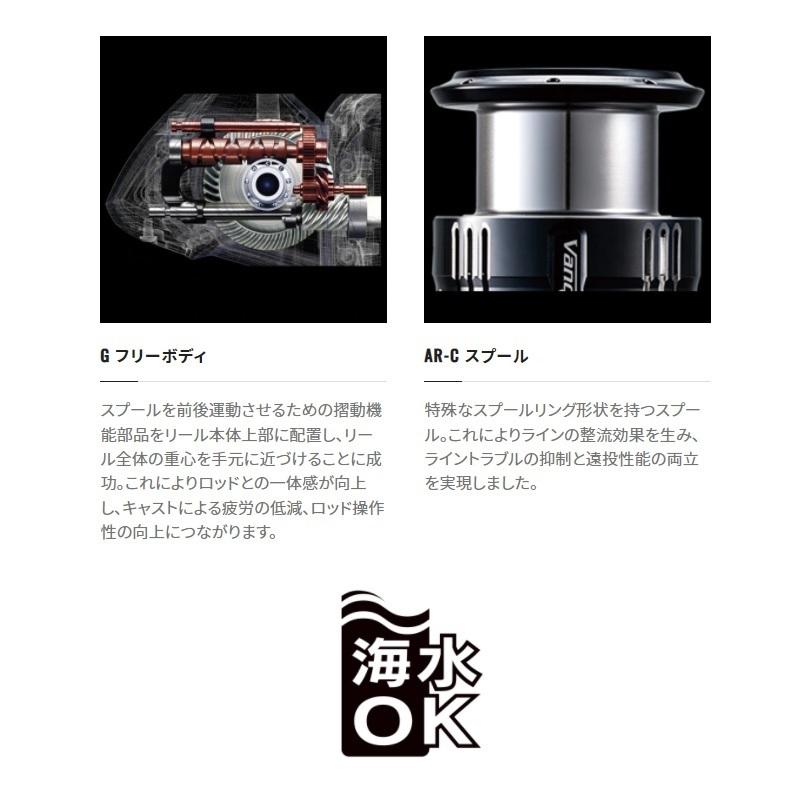 Vanq
G フリーボディ
スプールを前後運動させるための摺動機
能部品をリール本体上部に配置し、リー
ル全体の重心を手元に近づけることに成
功。これによりロッドとの一体感が向上
し、キャストによる疲労の低減、ロッド操作
性の向上につながります。
AR-C スプール
特殊なスプールリング形状を持つスプー
ル。これによりラインの整流効果を生み、
ライントラブルの抑制と遠投性能の両立
を実現しました。
海水
OK